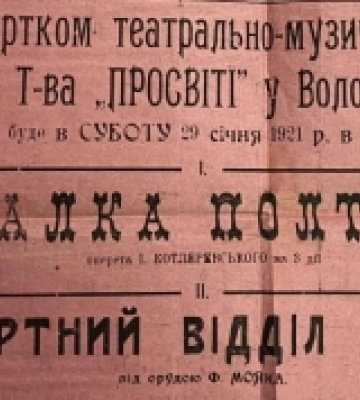 ртком театрально-музи
Т-ва „ПРОСВІТІ" у Воло
буде в СУБОТУ 29 січня 1921 р. в
I.
АЛКА ПОЛТ
оперета І. КОТЛЯРЕВСЬКОГО на 3 дії
II.
РТНИЙ ВІДДІЛ
під орудою Ф.